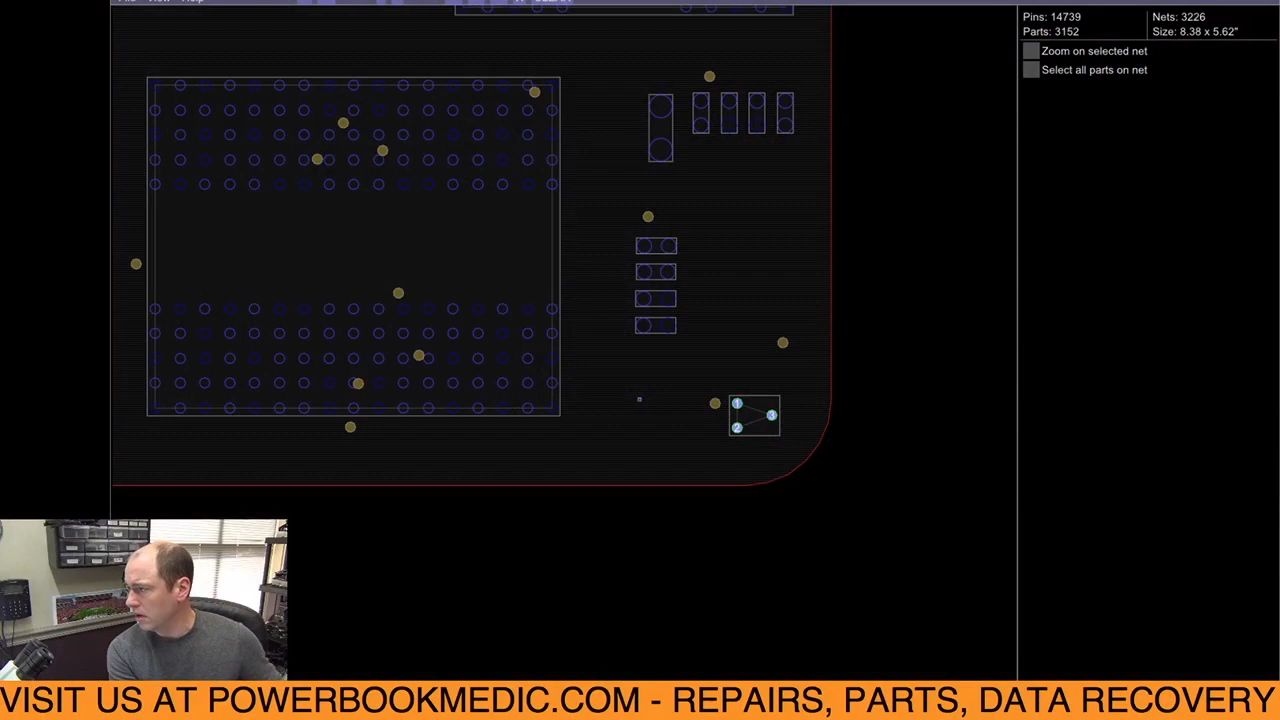 Pins: 14739 Nets: 3226
Parts: 3152 Size: 8.38 x 5.62"
Zoom on selected net
Select all parts on net
1
3
2
VISIT US AT POWERBOOKMEDIC.COM - REPAIRS, PARTS, DATA RECOVERY